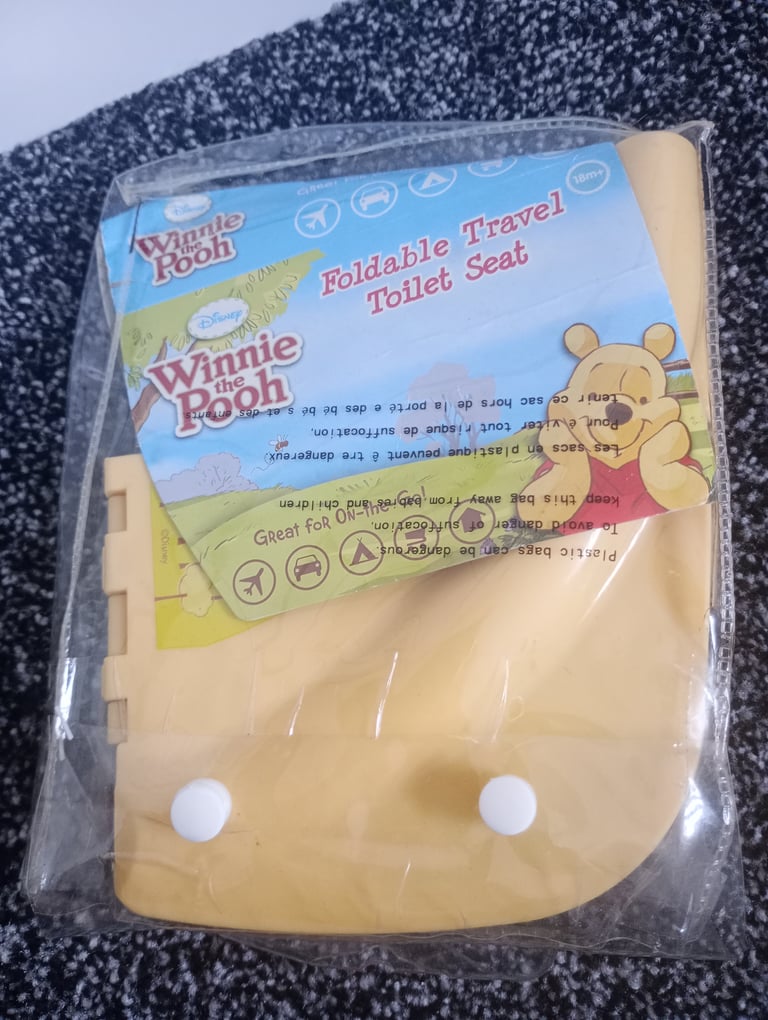 Great for
18m+
Disney
Winnie
the
Pooh
Foldable Travel
Toilet Seat
Disney
Winnie
the
Pooh
Great for On-the-Go!
©Disney
Plastic bags can be dangerous.
To avoid danger of suffocation,
keep this bag away from babies and children
Les sacs en plastique peuvent ê tre dangereux
Pour é viter tout risque de suffocation,
tenir ce sac hors de la porté e des bé bé s et des enfants